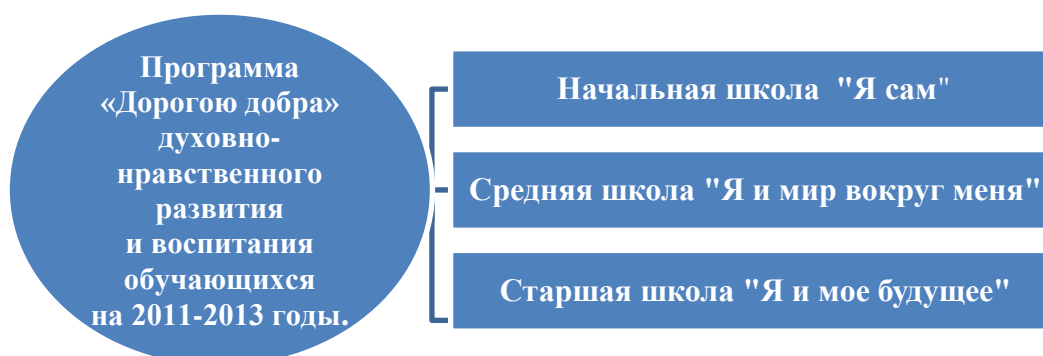 Программа
«Дорогою добра»
духовно-
нравственного
развития
и воспитания
обучающихся
на 2011-2013 годы.
Начальная школа "Я сам"
Средняя школа "Я и мир вокруг меня"
Старшая школа "Я и мое будущее"